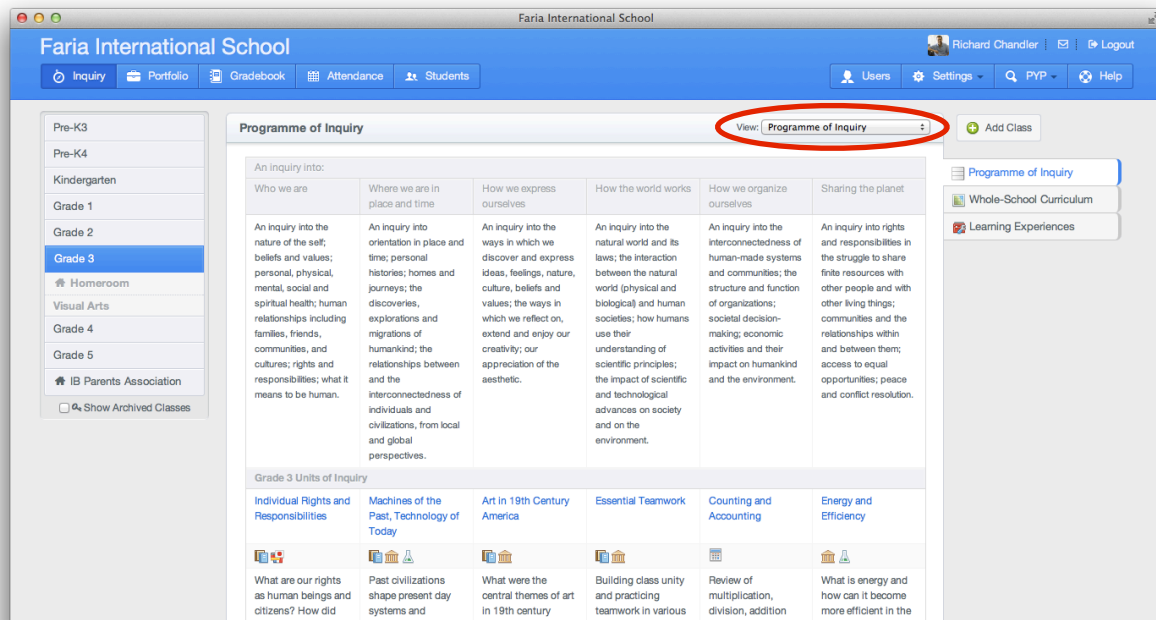 Faria International School
Faria International School
Richard Chandler
Logout
Inquiry
Portfolio
Gradebook
Attendance
Students
Users
Settings
PYP
Help
Pre-K3
Pre-K4
Kindergarten
Grade 1
Grade 2
Grade 3
Homeroom
Visual Arts
Grade 4
Grade 5
IB Parents Association
Show Archived Classes
Programme of Inquiry
View: Programme of Inquiry
Add Class
Programme of Inquiry
Whole-School Curriculum
Learning Experiences
An inquiry into:
Who we are
An inquiry into the
nature of the self;
beliefs and values;
personal, physical,
mental, social and
spiritual health; human
relationships including
families, friends,
communities, and
cultures; rights and
responsibilities; what it
means to be human.
Where we are in
place and time
An inquiry into
orientation in place and
time; personal
histories; homes and
journeys; the
discoveries,
explorations and
migrations of
humankind; the
relationships between
and the
interconnectedness of
individuals and
civilizations, from local
and global
perspectives.
How we express
ourselves
An inquiry into the
ways in which we
discover and express
ideas, feelings, nature,
culture, beliefs and
values; the ways in
which we reflect on,
extend and enjoy our
creativity; our
appreciation of the
aesthetic.
How the world works
An inquiry into the
natural world and its
laws; the interaction
between the natural
world (physical and
biological) and human
societies; how humans
use their
understanding of
scientific principles;
the impact of scientific
and technological
advances on society
and on the
environment.
How we organize
ourselves
An inquiry into the
interconnectedness of
human-made systems
and communities; the
structure and function
of organizations;
societal decision-
making; economic
activities and their
impact on humankind
and the environment.
Sharing the planet
An inquiry into rights
and responsibilities in
the struggle to share
finite resources with
other people and with
other living things;
communities and the
relationships within
and between them;
access to equal
opportunities; peace
and conflict resolution.
Grade 3 Units of Inquiry
Individual Rights and
Responsibilities
What are our rights
as human beings and
citizens? How did
Machines of the
Past, Technology of
Today
Past civilizations
shape present day
systems and
Art in 19th Century
America
What were the
central themes of art
in 19th century
Essential Teamwork
Building class unity
and practicing
teamwork in various
Counting and
Accounting
Review of
multiplication,
division, addition
Energy and
Efficiency
What is energy and
how can it become
more efficient in the